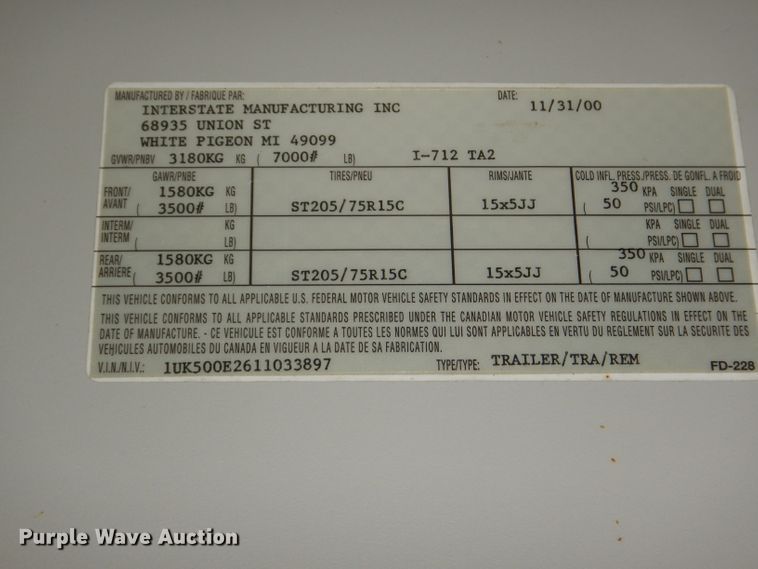 MANUFACTURED BY / FABRIQUE PAR: DATE: 11/31/00
INTERSTATE MANUFACTURING INC
68935 UNION ST
WHITE PIGEON MI 49099
GVWR/PNBV 3180KG KG ( 7000# LB) I-712 TA2
GAWR/PNBE TIRES/PNEU RIMS/JANTE COLD INFL. PRESS./PRESS. DE GONFL. A FROID
FRONT/ 1580KG KG 350 KPA SINGLE DUAL
AVANT ( 3500# LB) ST205/75R15C 15x5JJ ( 50 PSI/LPC)
INTERM/ KG KPA SINGLE DUAL
INTERM ( LB) ( PSI/LPC)
REAR/ 1580KG KG 350 KPA SINGLE DUAL
ARRIERE ( 3500# LB) ST205/75R15C 15x5JJ ( 50 PSI/LPC)
THIS VEHICLE CONFORMS TO ALL APPLICABLE U.S. FEDERAL MOTOR VEHICLE SAFETY STANDARDS IN EFFECT ON THE DATE OF MANUFACTURE SHOWN ABOVE.
THIS VEHICLE CONFORMS TO ALL APPLICABLE STANDARDS PRESCRIBED UNDER THE CANADIAN MOTOR VEHICLE SAFETY REGULATIONS IN EFFECT ON THE
DATE OF MANUFACTURE. - CE VEHICULE EST CONFORME A TOUTES LES NORMES QUI LUI SONT APPLICABLES EN VERTU DU REGLEMENT SUR LA SECURITE DES
VEHICULES AUTOMOBILES DU CANADA EN VIGUEUR A LA DATE DE SA FABRICATION.
V.I.N./N.I.V.: 1UK500E2611033897 TYPE/TYPE: TRAILER/TRA/REM FD-228
Purple Wave Auction